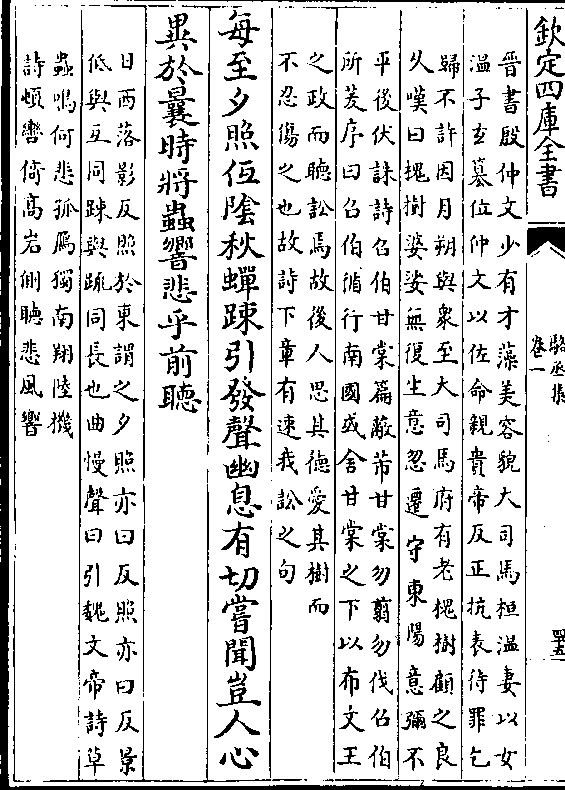 欽定四庫全書
駱丞集
卷一
四五
晉書殷仲文少有才藻美容貌大司馬桓温妻以女
温子玄墓位仲文以佐命親貴帝反正抗表待罪乞
歸不許因月朔與衆至大司馬府有老槐樹顧之良
久嘆曰槐樹婆娑無復生意忽遷守東陽意彌不
平後伏誅詩召伯甘棠篇蔽芾甘棠勿翦勿伐召伯
所茇序曰召伯循行南國或舍甘棠之下以布文王
之政而聽訟焉故後人思其德愛其樹而
不忍傷之也故詩下章有速我訟之句
每至夕照低隂秋蟬踈引發聲幽息有切嘗聞豈人心
異於曩時將蟲響悲乎前聽
日西落影反照於東謂之夕照亦曰反照亦曰反景
低與互同踈與疏同長也曲慢聲曰引魏文帝詩草
蟲鳴何悲孤鴈獨南翔陸機
詩頓轡倚高岩側聽悲風響